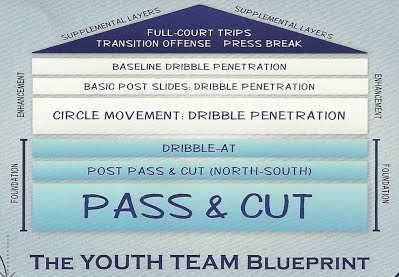 SUPPLEMENTAL LAYERS
SUPPLEMENTAL LAYERS
FULL-COURT TRIPS
TRANSITION OFFENSE PRESS BREAK
BASELINE DRIBBLE PENETRATION
BASIC POST SLIDES: DRIBBLE PENETRATION
CIRCLE MOVEMENT: DRIBBLE PENETRATION
ENHANCEMENT
ENHANCEMENT
DRIBBLE-AT
POST PASS & CUT (NORTH-SOUTH)
PASS & CUT
FOUNDATION
FOUNDATION
THE YOUTH TEAM BLUEPRINT